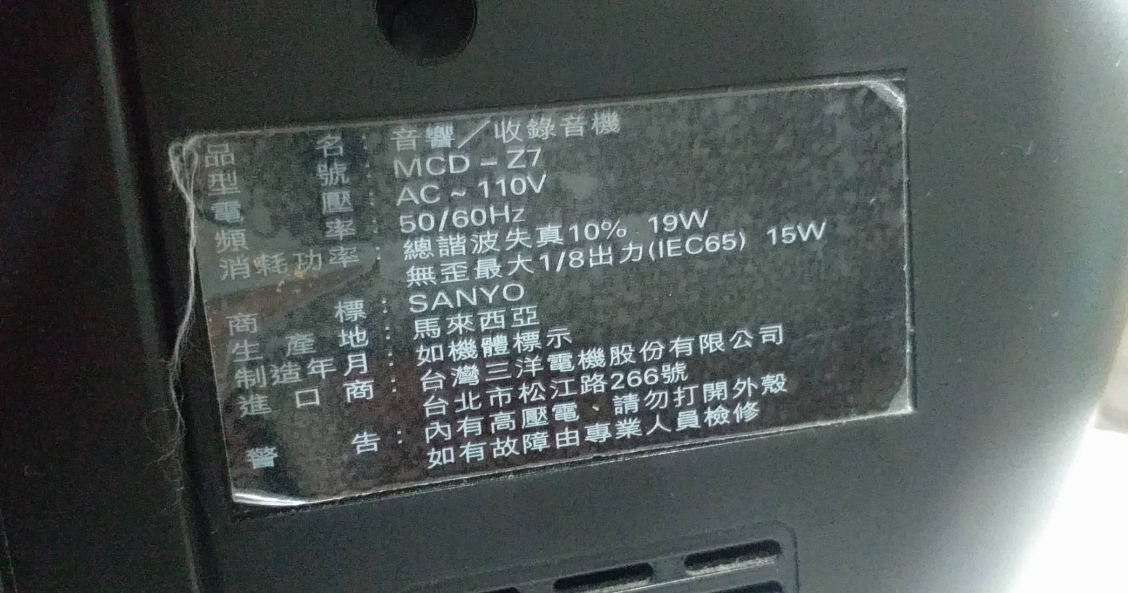 品名：音響／收錄音機
型號：MCD－Z7
電壓：AC~110V
頻率：50/60Hz
消耗功率：總諧波失真10% 19W
無歪最大1/8出力(IEC65) 15W
商標：SANYO
生產地：馬來西亞
制造年月：如機體標示
進口商：台灣三洋電機股份有限公司
台北市松江路266號
警告：內有高壓電、請勿打開外殼
如有故障由專業人員檢修